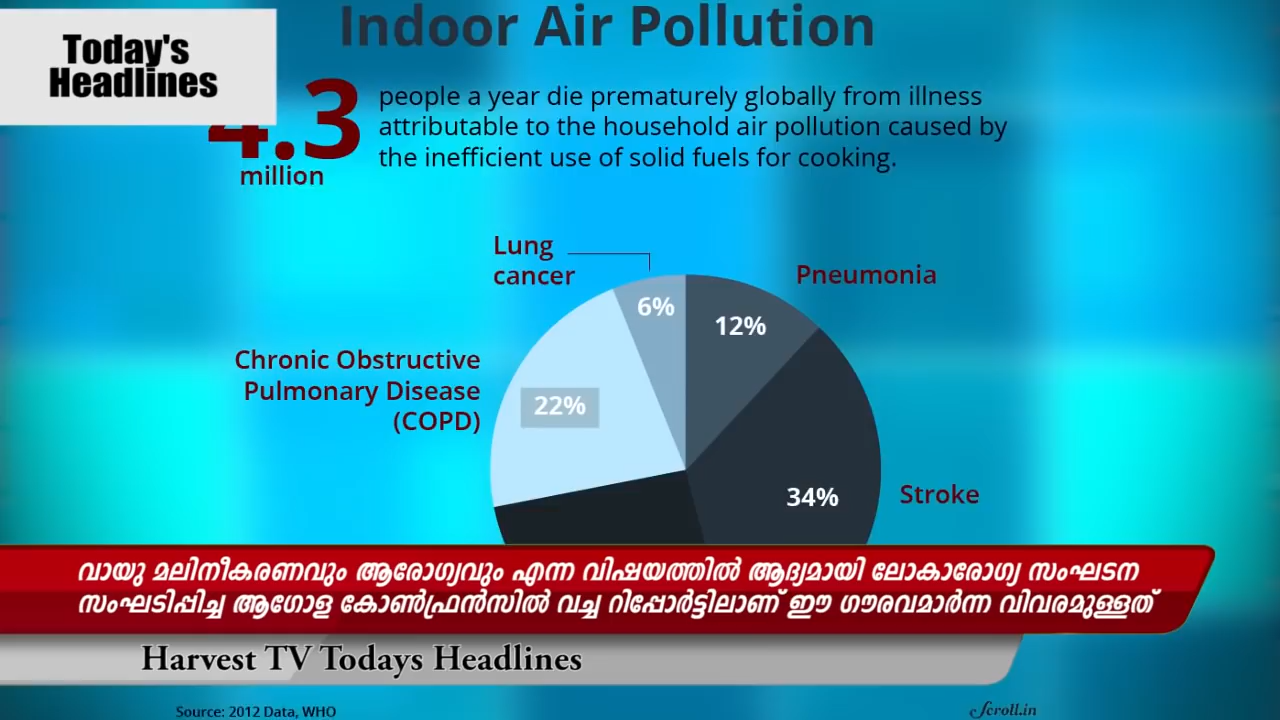 Indoor Air Pollution
Today's
Headlines
4.3
million
people a year die prematurely globally from illness
attributable to the household air pollution caused by
the inefficient use of solid fuels for cooking.
Lung
cancer
6%
Pneumonia
12%
Chronic Obstructive
Pulmonary Disease
(COPD)
22%
34%
Stroke
വായു മലിനീകരണവും ആരോഗ്യവും എന്ന വിഷയത്തിൽ ആദ്യമായി ലോകാരോഗ്യ സംഘടന
സംഘടിപ്പിച്ച ആഗോള കോൺഫ്രൻസിൽ വച്ച റിപ്പോർട്ടിലാണ് ഈ ഗൗരവമാർന്ന വിവരമുള്ളത്
Harvest TV Todays Headlines
Source: 2012 Data, WHO
Scroll.in